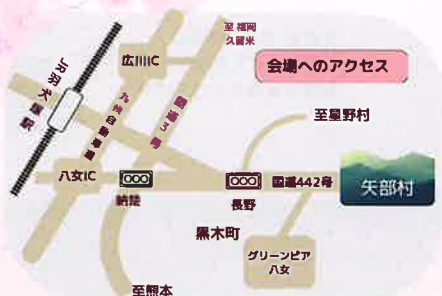 至 福岡
久留米
広川IC
会場へのアクセス
JR羽犬塚駅
九州自動車道
国道3号
至星野村
八女IC
納楚
長野
国道442号
矢部村
黒木町
グリーンピア
八女
至熊本